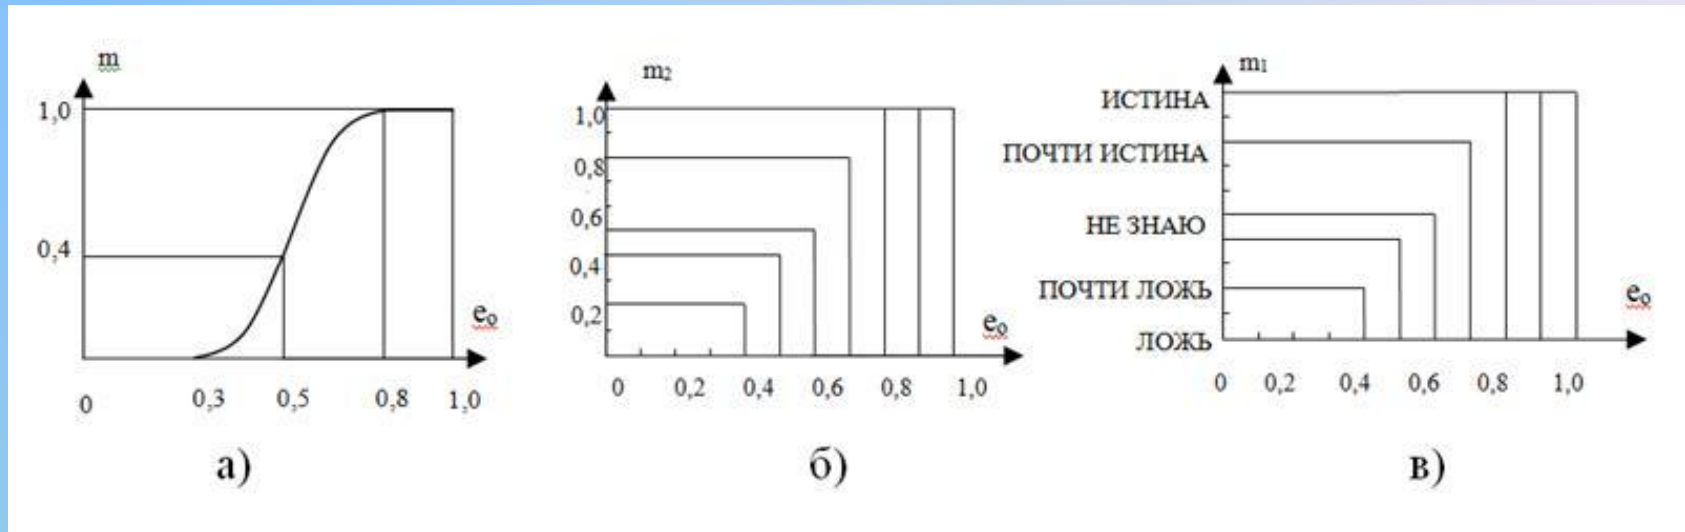 m
1,0
0,4
e₀
0 0,3 0,5 0,8 1,0
а)
m₂
1,0
0,8
0,6
0,4
0,2
e₀
0 0,2 0,4 0,6 0,8 1,0
б)
m₁
ИСТИНА
ПОЧТИ ИСТИНА
НЕ ЗНАЮ
ПОЧТИ ЛОЖЬ
ЛОЖЬ
e₀
0 0,2 0,4 0,6 0,8 1,0
в)